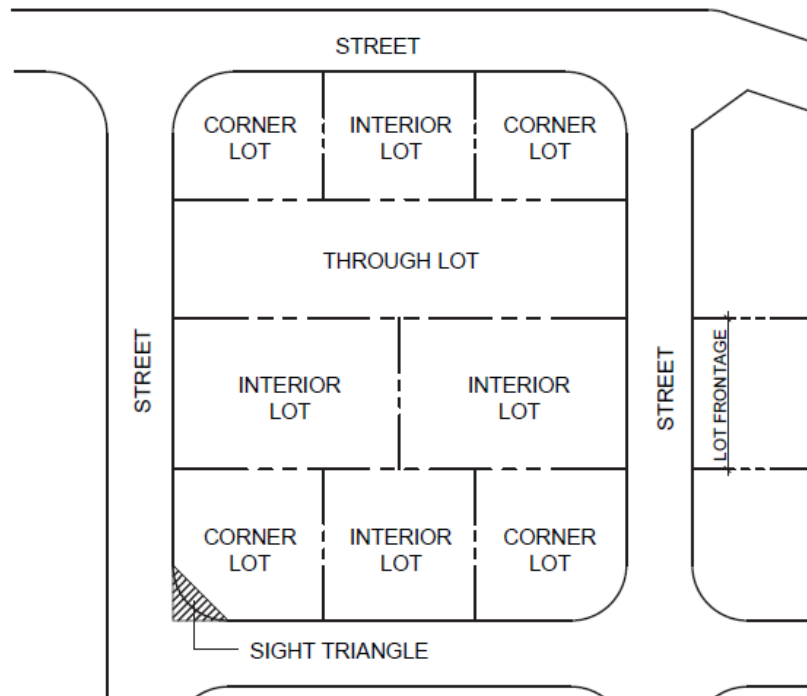 STREET
CORNER
LOT
INTERIOR
LOT
CORNER
LOT
THROUGH LOT
STREET
INTERIOR
LOT
INTERIOR
LOT
STREET
LOT FRONTAGE
CORNER
LOT
INTERIOR
LOT
CORNER
LOT
SIGHT TRIANGLE